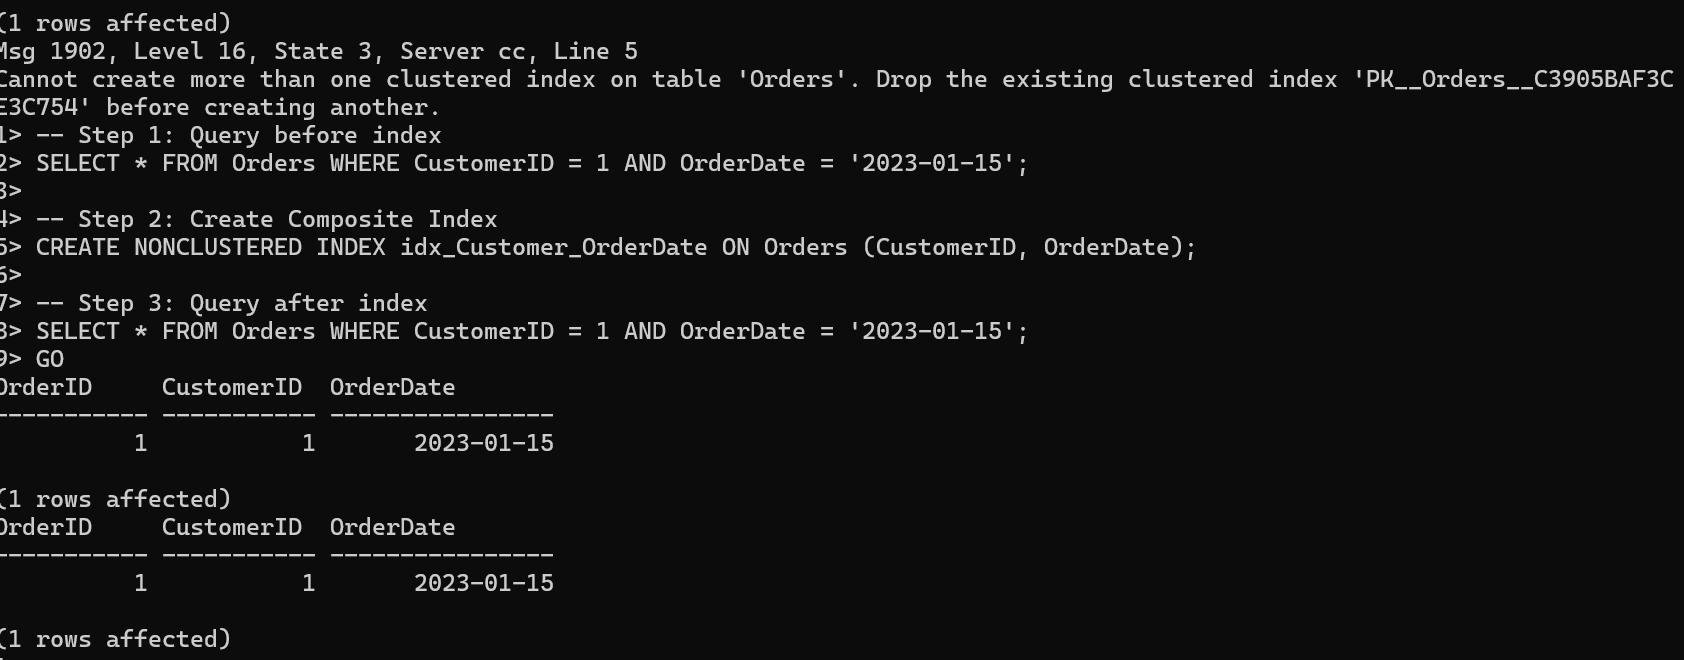 (1 rows affected)
Msg 1902, Level 16, State 3, Server cc, Line 5
Cannot create more than one clustered index on table 'Orders'. Drop the existing clustered index 'PK__Orders__C3905BAF3C
E3C754' before creating another.
1> -- Step 1: Query before index
2> SELECT * FROM Orders WHERE CustomerID = 1 AND OrderDate = '2023-01-15';
3>
4> -- Step 2: Create Composite Index
5> CREATE NONCLUSTERED INDEX idx_Customer_OrderDate ON Orders (CustomerID, OrderDate);
6>
7> -- Step 3: Query after index
8> SELECT * FROM Orders WHERE CustomerID = 1 AND OrderDate = '2023-01-15';
9> GO
OrderID     CustomerID  OrderDate
----------- ----------- ----------------
          1           1       2023-01-15

(1 rows affected)
OrderID     CustomerID  OrderDate
----------- ----------- ----------------
          1           1       2023-01-15

(1 rows affected)